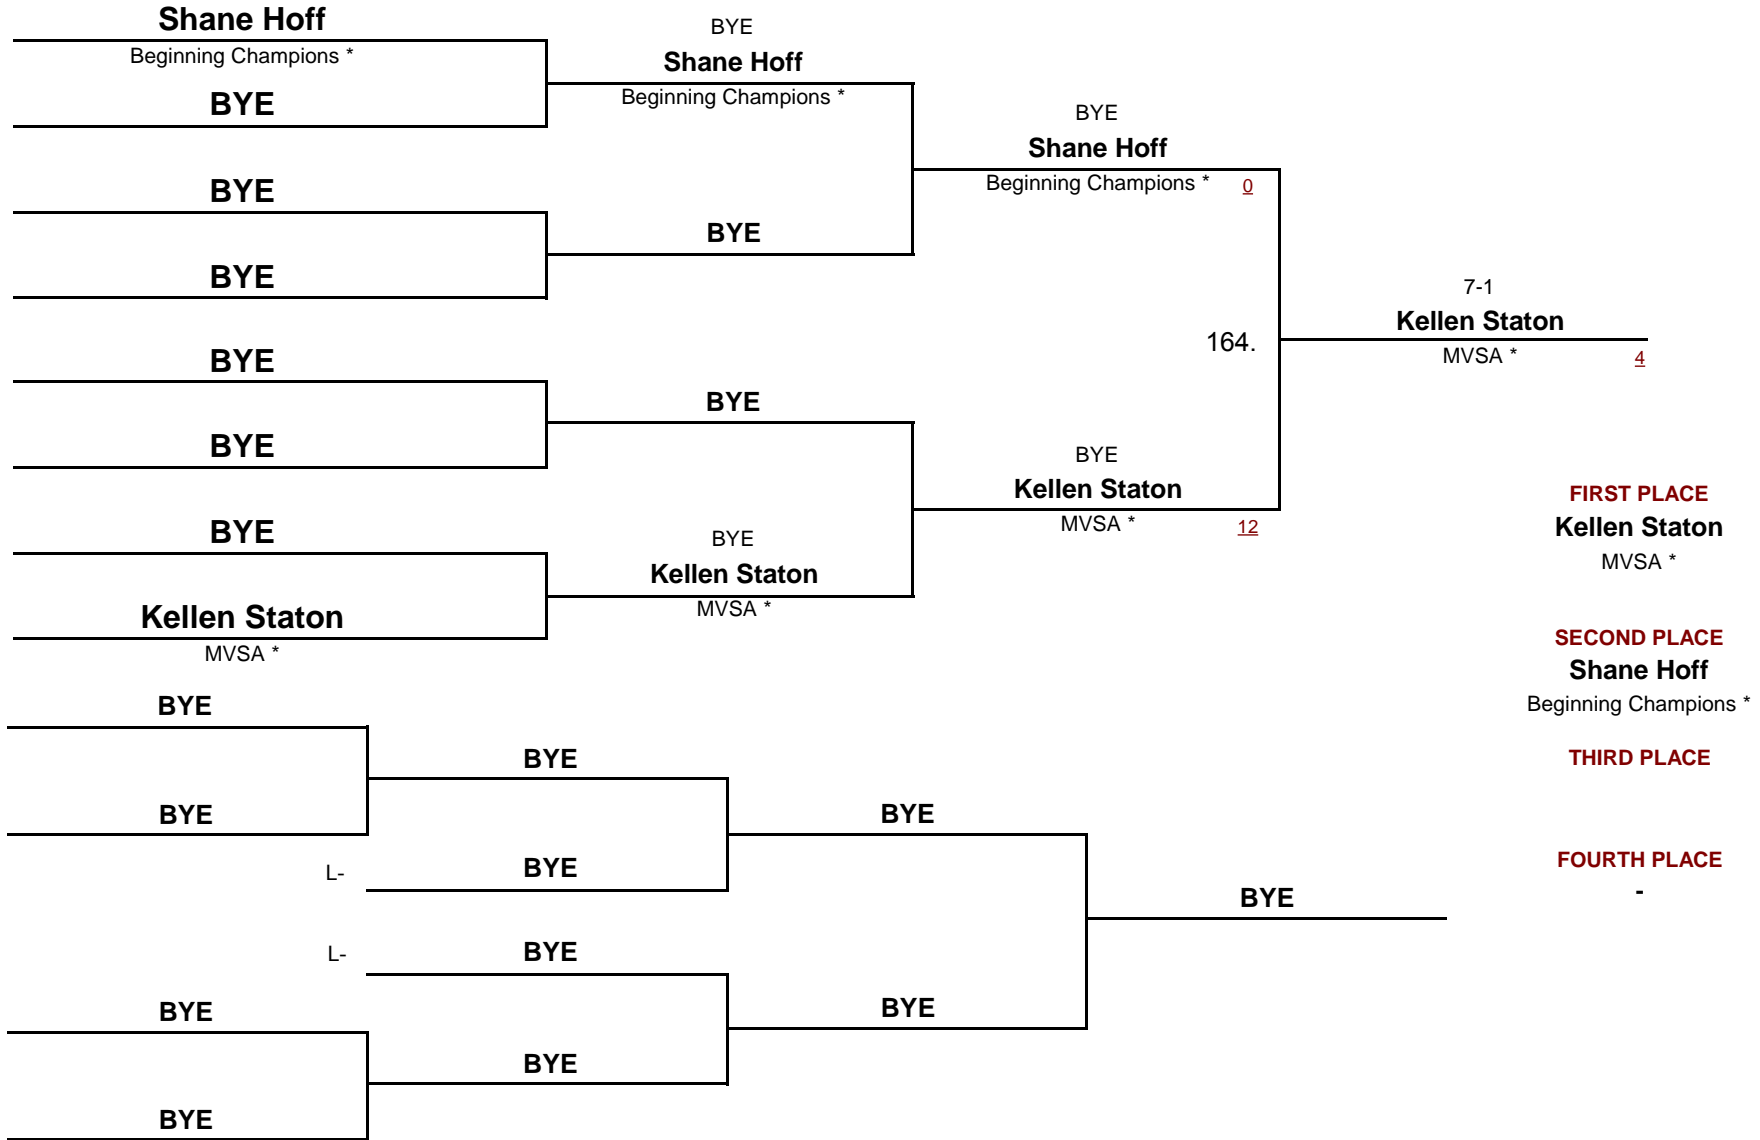 Shane Hoff
Beginning Champions *
BYE
BYE
BYE
BYE
BYE
BYE
Kellen Staton
MVSA *
BYE
Shane Hoff
Beginning Champions *
BYE
BYE
BYE
Kellen Staton
MVSA *
BYE
Shane Hoff
Beginning Champions * 0
164.
BYE
Kellen Staton
MVSA * 12
7-1
Kellen Staton
MVSA * 4
FIRST PLACE
Kellen Staton
MVSA *
SECOND PLACE
Shane Hoff
Beginning Champions *
THIRD PLACE
FOURTH PLACE
-
BYE
BYE
BYE
BYE
BYE
L- BYE
L- BYE
BYE
BYE
BYE
BYE